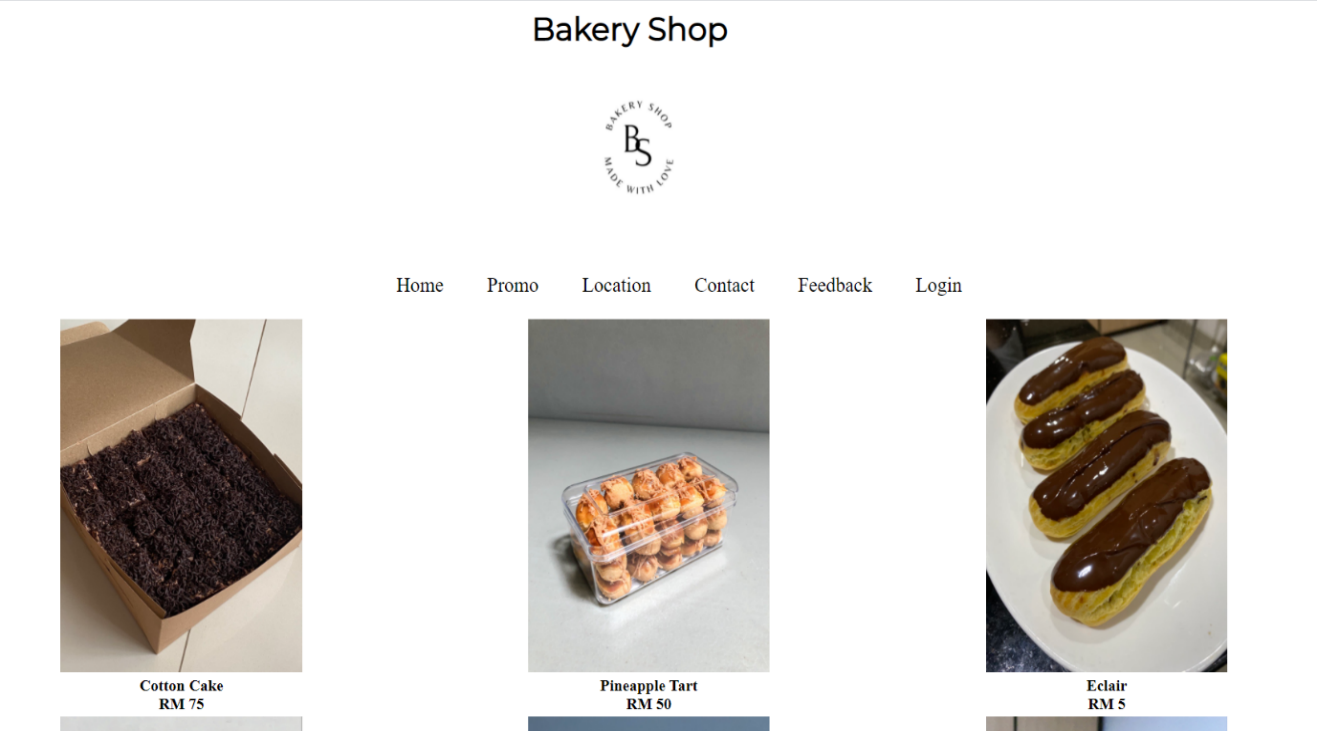 Bakery Shop
BAKERY SHOP
BS
MADE WITH LOVE
Home Promo Location Contact Feedback Login
Cotton Cake
RM 75
Pineapple Tart
RM 50
Eclair
RM 5